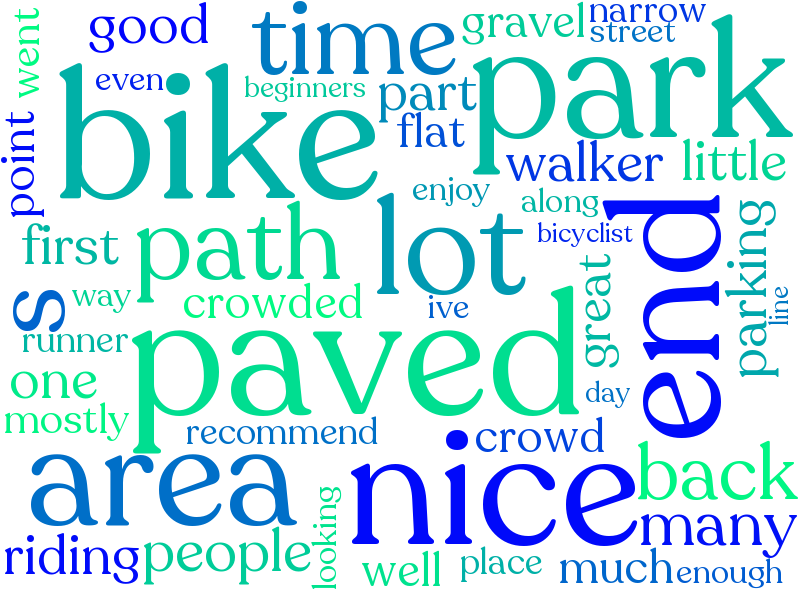 went
good
time
gravel
narrow
street
even
beginners
part
park
bike
flat
point
walker
little
enjoy
along
first
path
lot
bicyclist
end
parking
s
way
crowded
ive
great
line
runner
paved
one
day
mostly
recommend
crowd
area
nice
back
looking
many
riding
people
well
place
much
enough